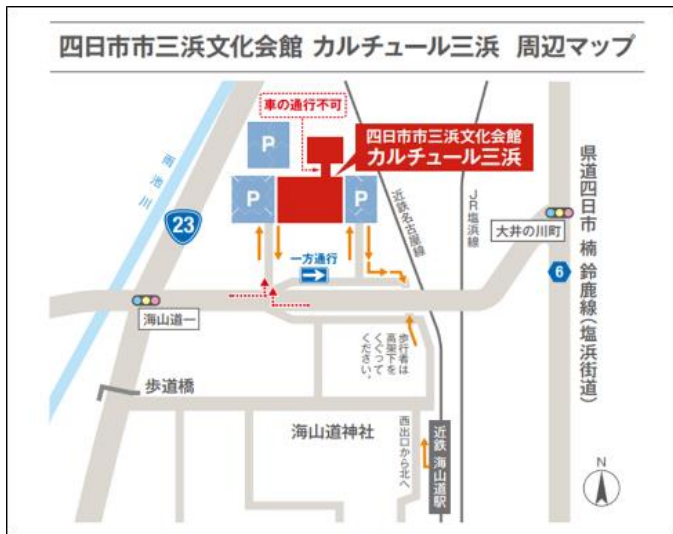 四日市市三浜文化会館 カルチュール三浜 周辺マップ
車の通行不可
四日市市三浜文化会館
カルチュール三浜
P
P
P
雨池川
23
近鉄名古屋線
JR塩浜線
大井の川町
県道四日市 楠 鈴鹿線(塩浜街道)
6
一方通行
海山道一
歩行者は
高架下を
くぐって
ください。
歩道橋
海山道神社
西出口から北へ
近鉄 海山道駅
N